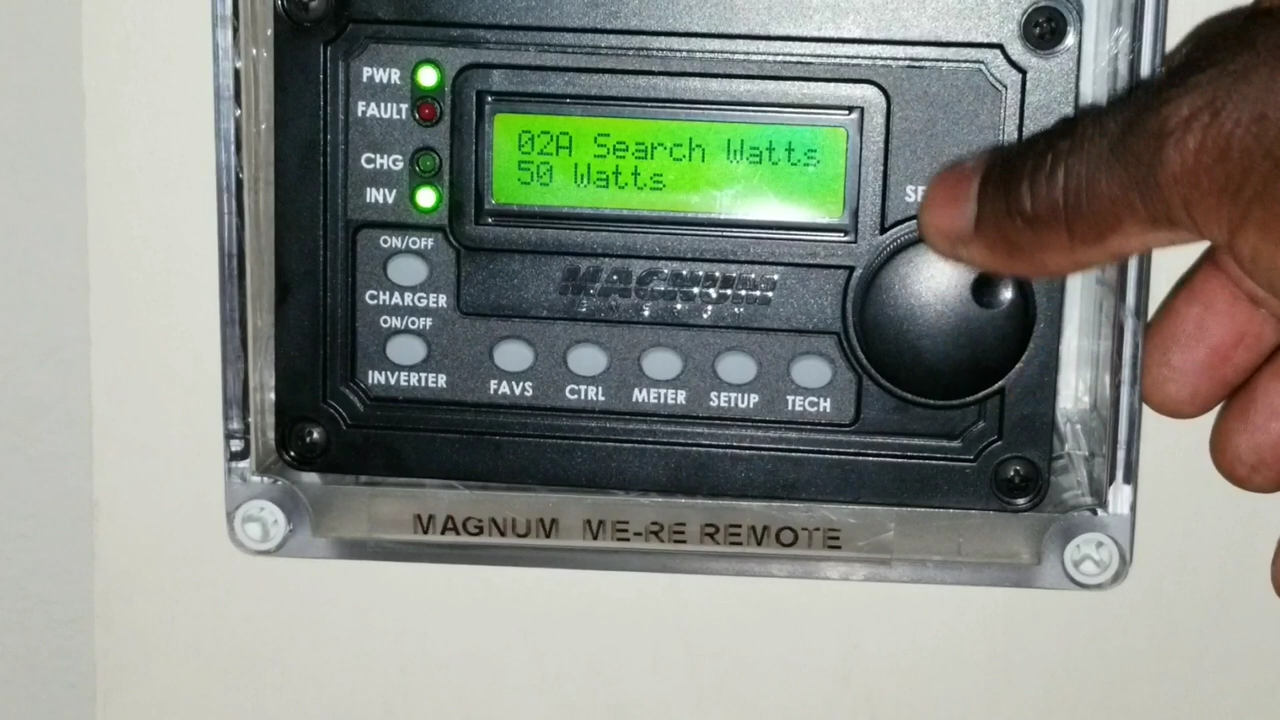 PWR
FAULT
CHG
INV
02A Search Watts
50 Watts
ON/OFF
CHARGER
ON/OFF
INVERTER
MAGNUM
FAVS
CTRL
METER
SETUP
TECH
MAGNUM ME-RE REMOTE